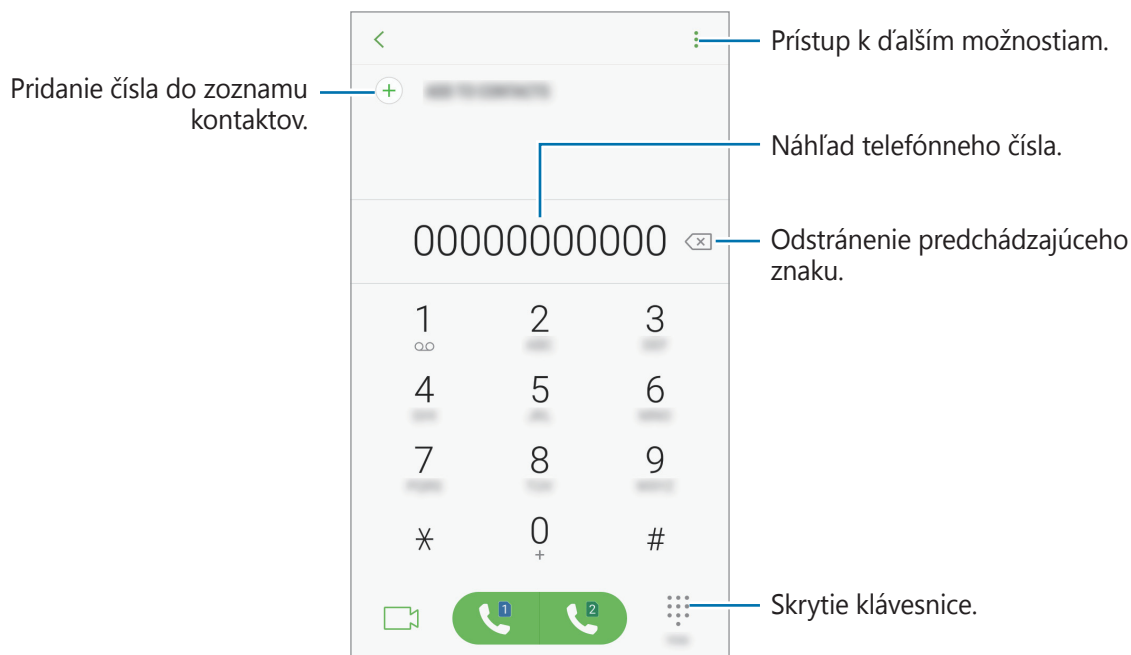 Prístup k ďalším možnostiam.
Pridanie čísla do zoznamu
kontaktov.
Náhľad telefónneho čísla.
00000000000
Odstránenie predchádzajúceho
znaku.
1 2 3
4 5 6
7 8 9
* 0 #
+
1 2
Skrytie klávesnice.